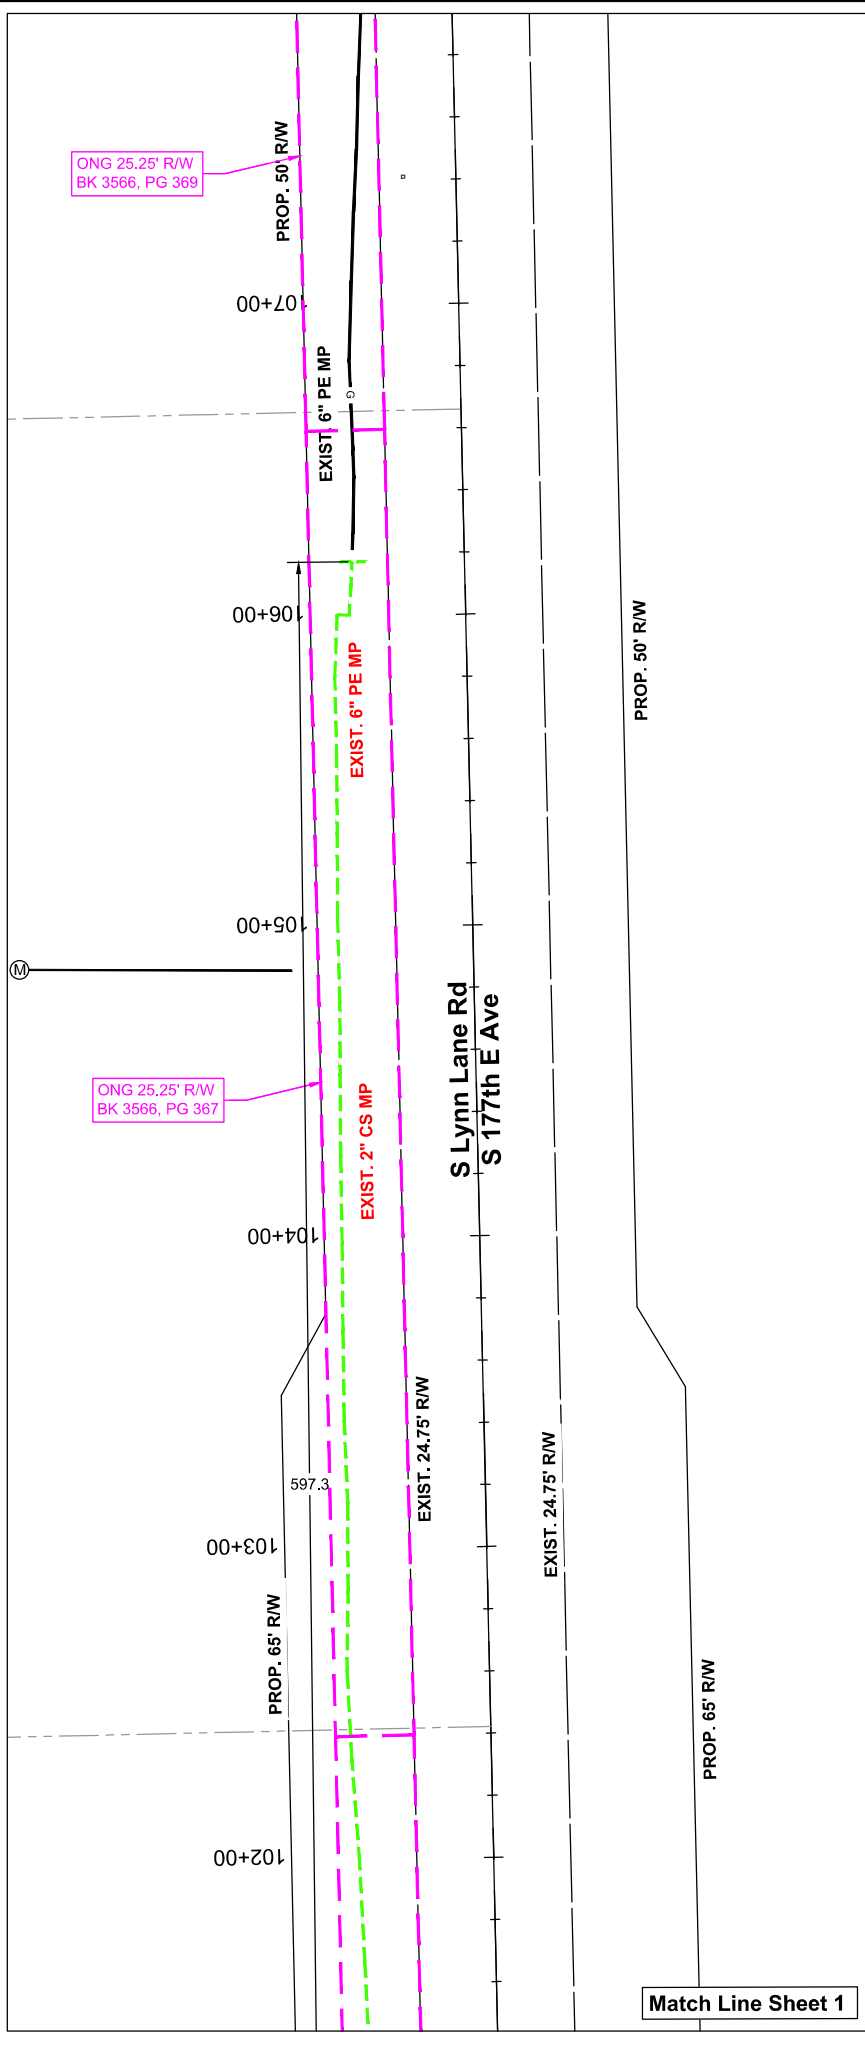 ONG 25.25' R/W
BK 3566, PG 369
PROP. 50' R/W
107+00
EXIST. 6" PE MP
G
106+00
EXIST. 6" PE MP
PROP. 50' R/W
105+00
M
S Lynn Lane Rd
S 177th E Ave
ONG 25.25' R/W
BK 3566, PG 367
EXIST. 2" CS MP
104+00
EXIST. 24.75' R/W
EXIST. 24.75' R/W
597.3
103+00
PROP. 65' R/W
PROP. 65' R/W
102+00
Match Line Sheet 1